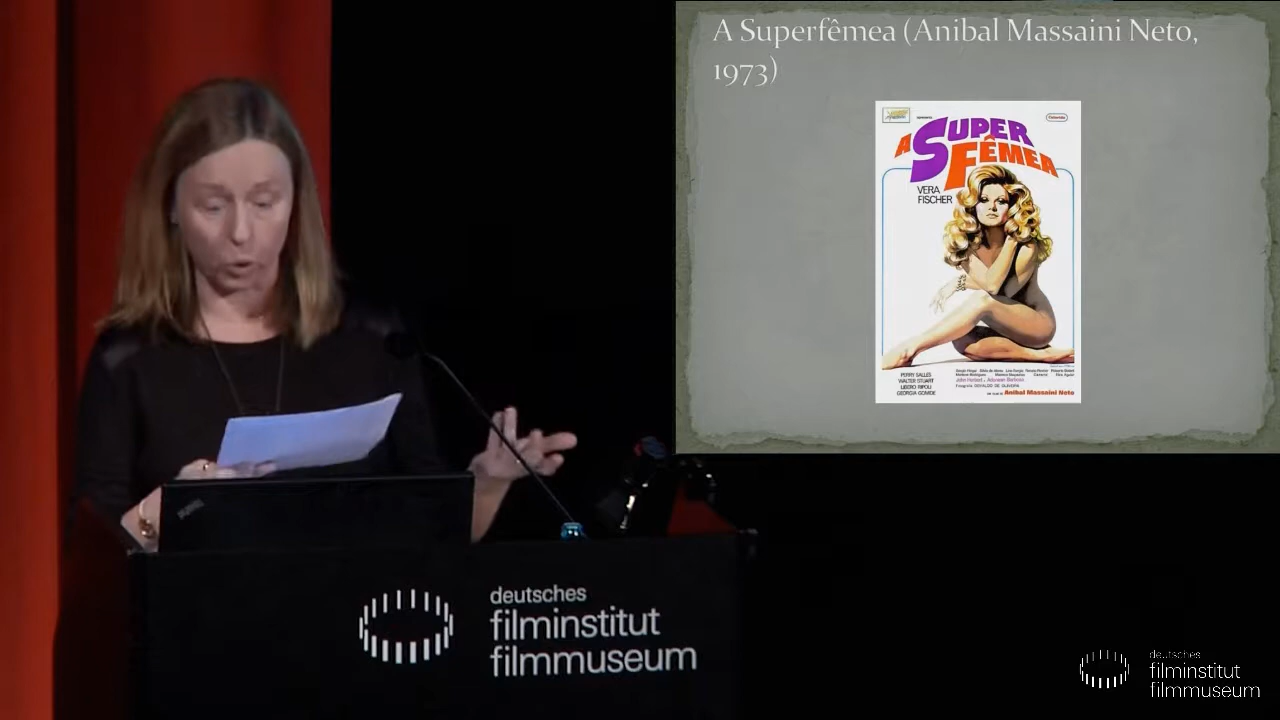 A Superfêmea (Anibal Massaini Neto,
1973)
A SUPER
FÊMEA
VERA
FISCHER
PERRY SALLES
WALTER STUART
LIBERO RIPOLI
GEORGIA GOMIDE
Anibal Massaini Neto
deutsches
filminstitut
filmmuseum
deutsches
filminstitut
filmmuseum